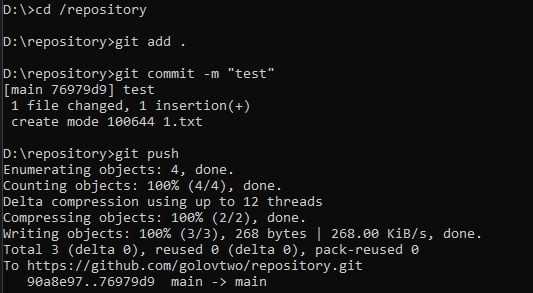 D:\>cd /repository
D:\repository>git add .
D:\repository>git commit -m "test"
[main 76979d9] test
 1 file changed, 1 insertion(+)
 create mode 100644 1.txt
D:\repository>git push
Enumerating objects: 4, done.
Counting objects: 100% (4/4), done.
Delta compression using up to 12 threads
Compressing objects: 100% (2/2), done.
Writing objects: 100% (3/3), 268 bytes | 268.00 KiB/s, done.
Total 3 (delta 0), reused 0 (delta 0), pack-reused 0
To https://github.com/golovtwo/repository.git
   90a8e97..76979d9  main -> main